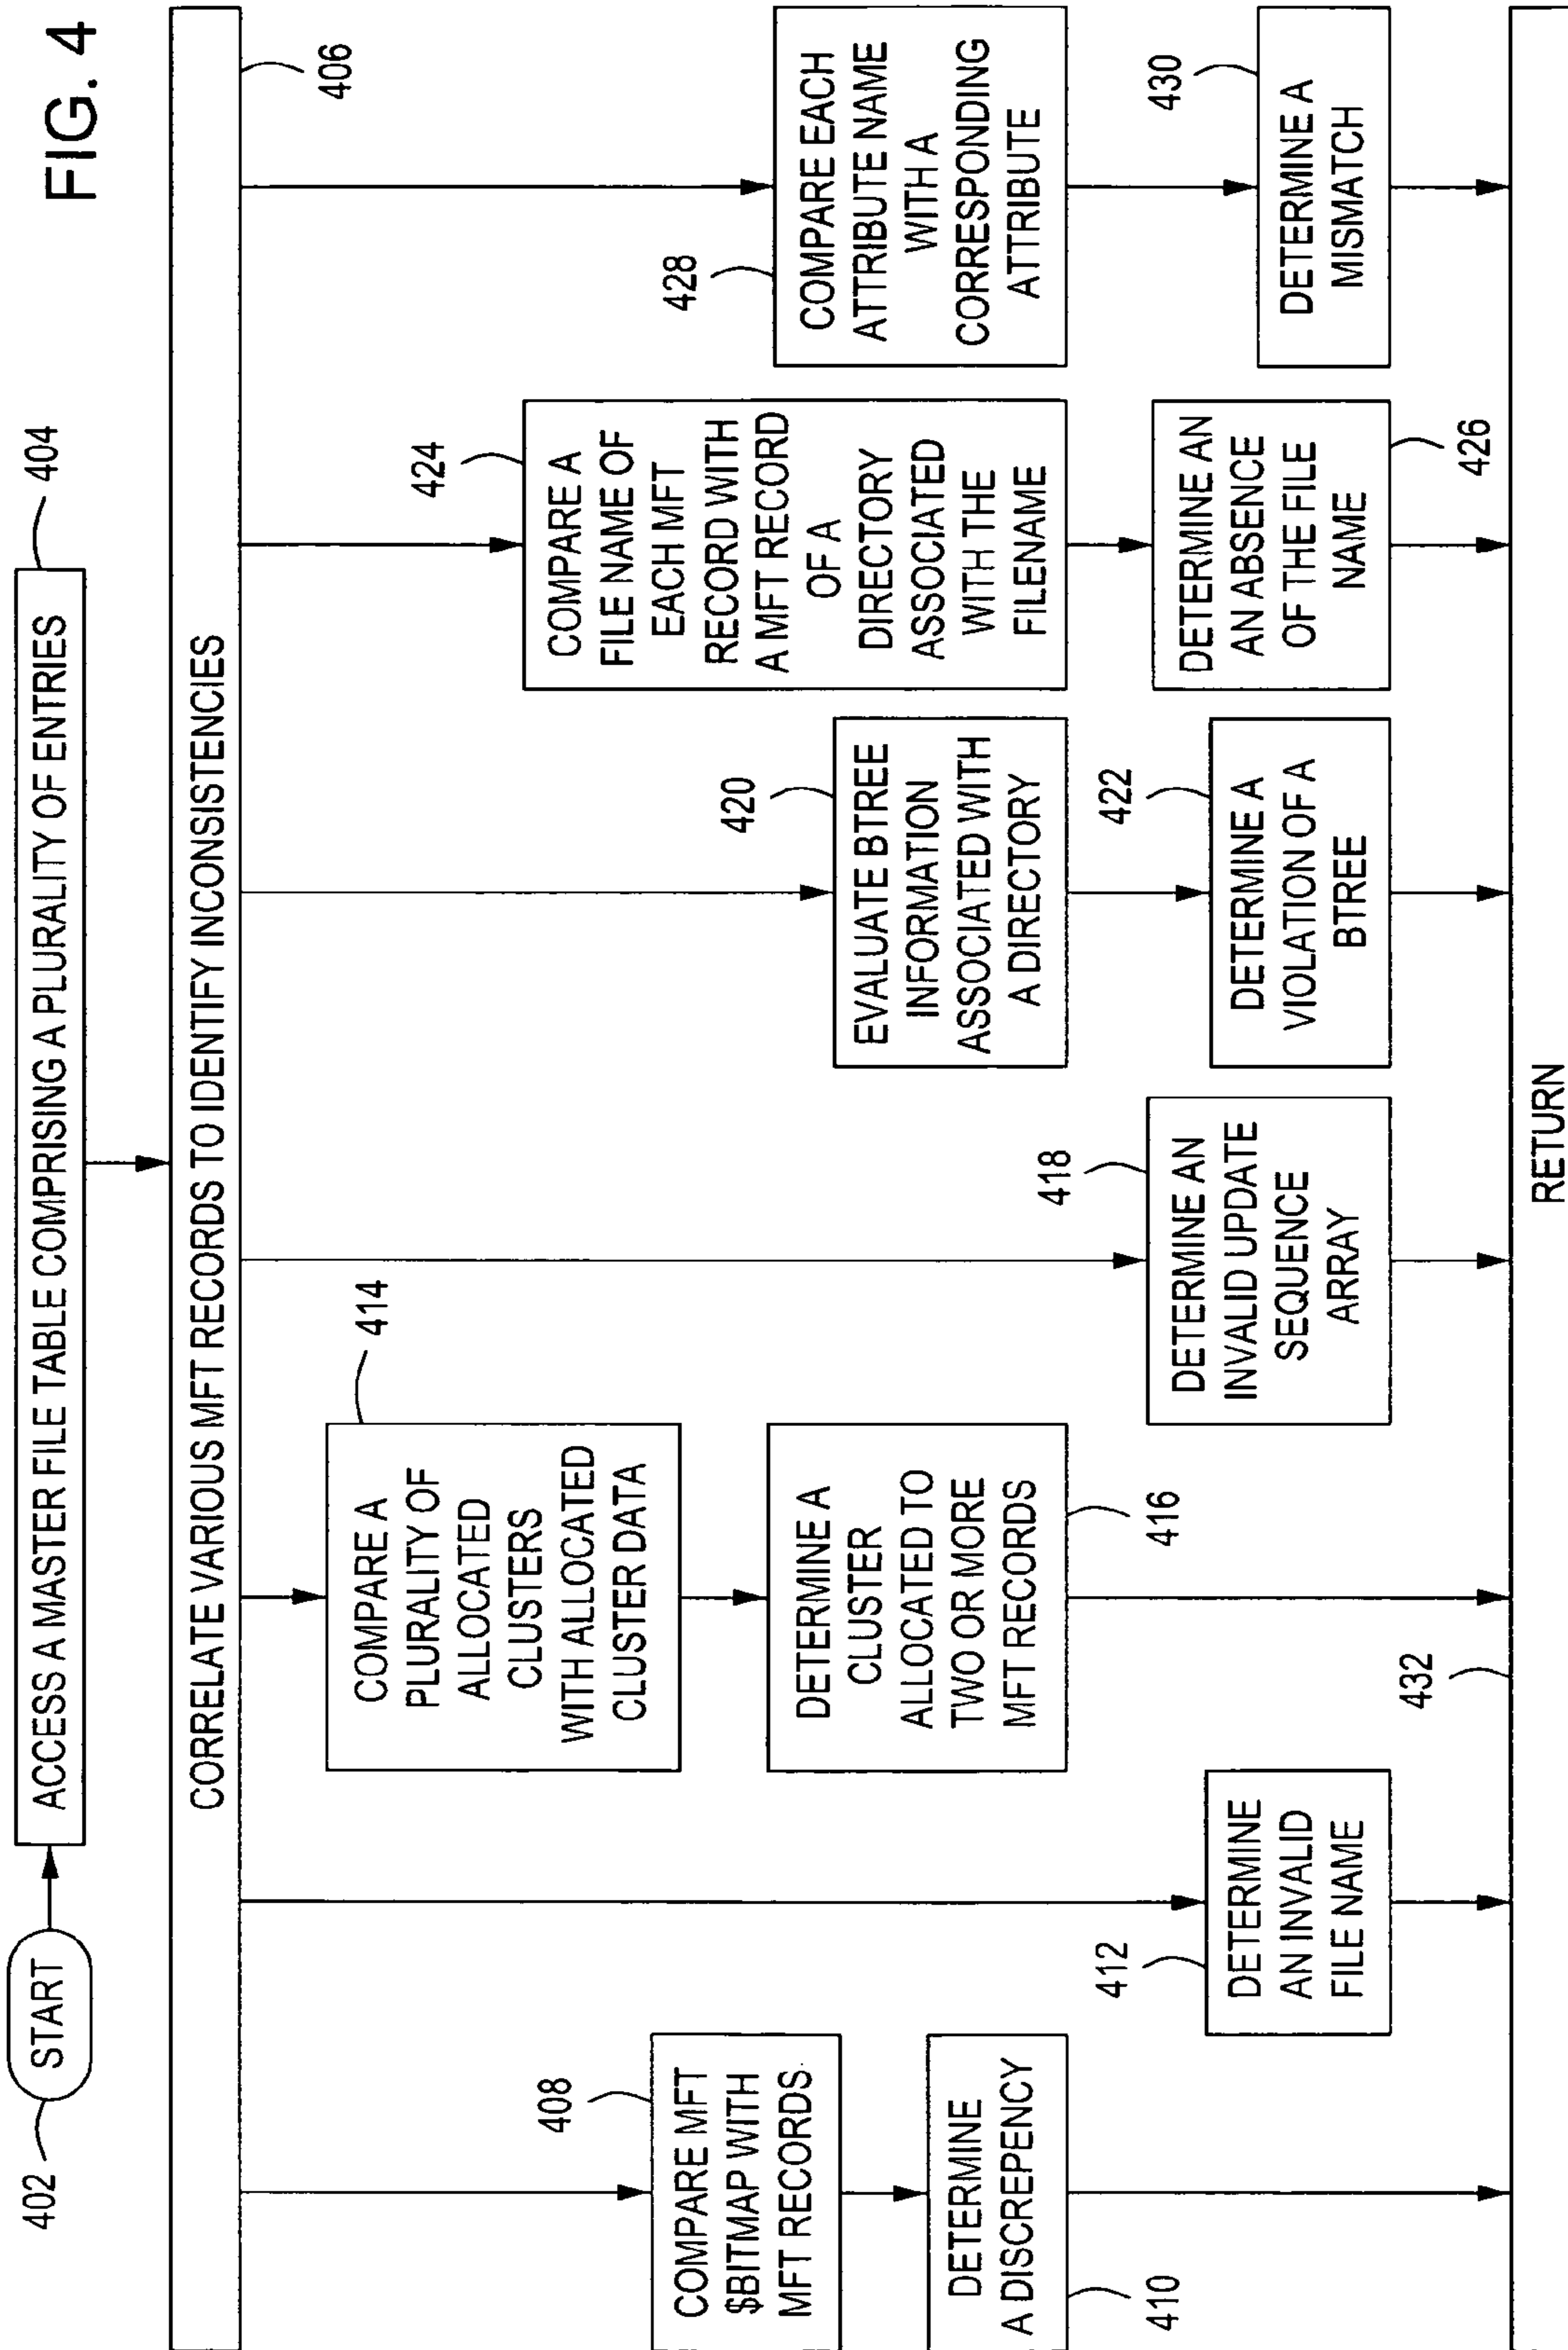 FIG. 4
402
START
ACCESS A MASTER FILE TABLE COMPRISING A PLURALITY OF ENTRIES
404
CORRELATE VARIOUS MFT RECORDS TO IDENTIFY INCONSISTENCIES
406
408
COMPARE MFT
$BITMAP WITH
MFT RECORDS
DETERMINE
A DISCREPENCY
410
412
DETERMINE
AN INVALID
FILE NAME
414
COMPARE A
PLURALITY OF
ALLOCATED
CLUSTERS
WITH ALLOCATED
CLUSTER DATA
DETERMINE A
CLUSTER
ALLOCATED TO
TWO OR MORE
MFT RECORDS
416
418
DETERMINE AN
INVALID UPDATE
SEQUENCE
ARRAY
420
EVALUATE BTREE
INFORMATION
ASSOCIATED WITH
A DIRECTORY
422
DETERMINE A
VIOLATION OF A
BTREE
424
COMPARE A
FILE NAME OF
EACH MFT
RECORD WITH
A MFT RECORD
OF A
DIRECTORY
ASSOCIATED
WITH THE
FILENAME
DETERMINE AN
AN ABSENCE
OF THE FILE
NAME
426
428
COMPARE EACH
ATTRIBUTE NAME
WITH A
CORRESPONDING
ATTRIBUTE
430
DETERMINE A
MISMATCH
432
RETURN